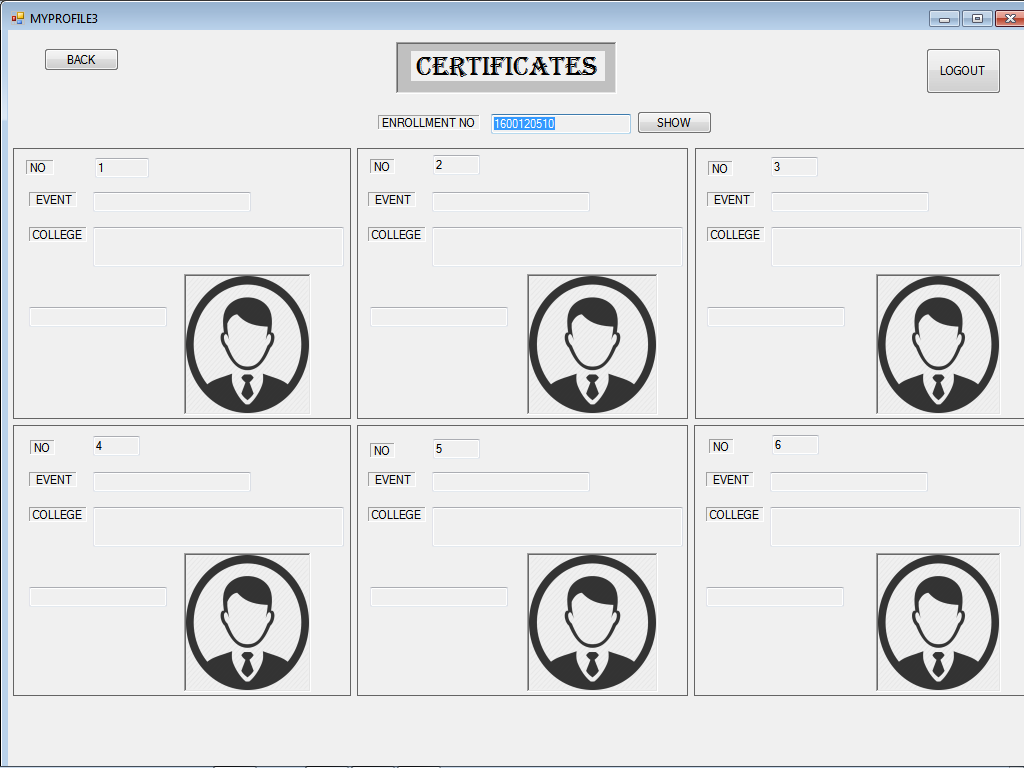 MYPROFILE3
BACK
CERTIFICATES
LOGOUT
ENROLLMENT NO 1600120510 SHOW
NO 1
EVENT
COLLEGE
NO 2
EVENT
COLLEGE
NO 3
EVENT
COLLEGE
NO 4
EVENT
COLLEGE
NO 5
EVENT
COLLEGE
NO 6
EVENT
COLLEGE